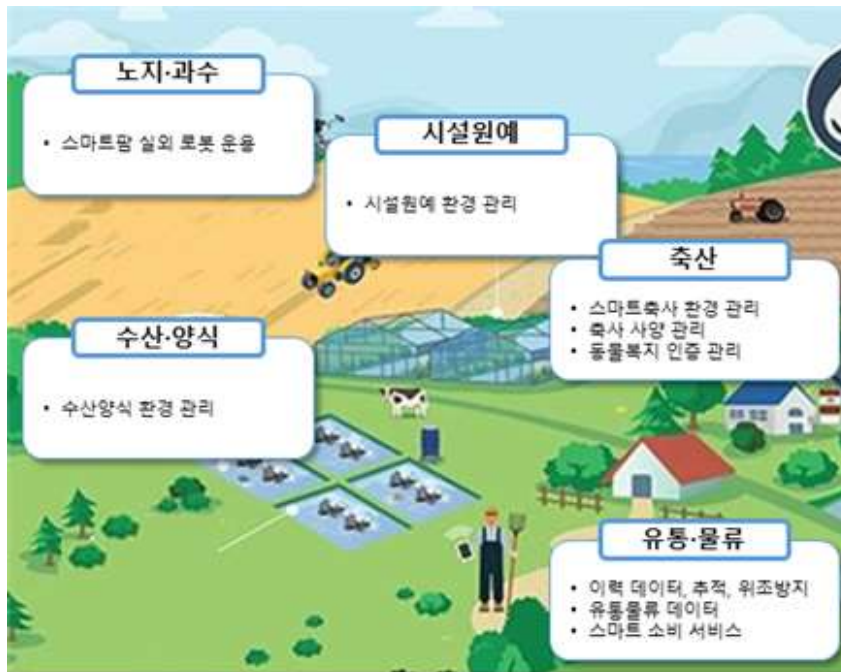 노지·과수
• 스마트팜 실외 로봇 운용
시설원예
• 시설원예 환경 관리
축산
• 스마트축사 환경 관리
• 축사 사양 관리
• 동물복지 인증 관리
수산·양식
• 수산양식 환경 관리
유통·물류
• 이력 데이터, 추적, 위조방지
• 유통물류 데이터
• 스마트 소비 서비스